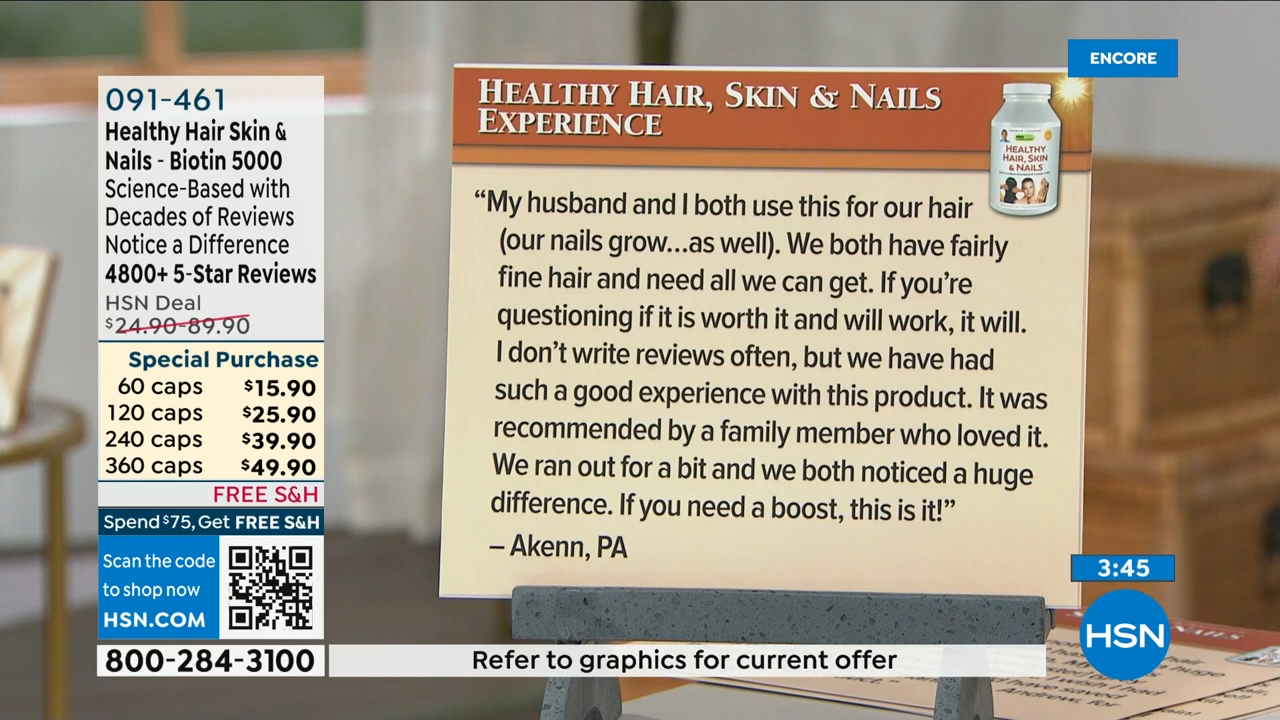 ENCORE
091-461
Healthy Hair Skin &
Nails - Biotin 5000
Science-Based with
Decades of Reviews
Notice a Difference
4800+ 5-Star Reviews
HSN Deal
$24.90-89.90
Special Purchase
60 caps $15.90
120 caps $25.90
240 caps $39.90
360 caps $49.90
FREE S&H
Spend $75, Get FREE S&H
Scan the code
to shop now
HSN.COM
800-284-3100
Refer to graphics for current offer
HEALTHY HAIR, SKIN & NAILS
EXPERIENCE
HEALTHY
HAIR, SKIN
& NAILS
“My husband and I both use this for our hair
(our nails grow...as well). We both have fairly
fine hair and need all we can get. If you’re
questioning if it is worth it and will work, it will.
I don’t write reviews often, but we have had
such a good experience with this product. It was
recommended by a family member who loved it.
We ran out for a bit and we both noticed a huge
difference. If you need a boost, this is it!”
– Akenn, PA
3:45
HSN
NAILS
huge
I had
have saved
Andrew. for